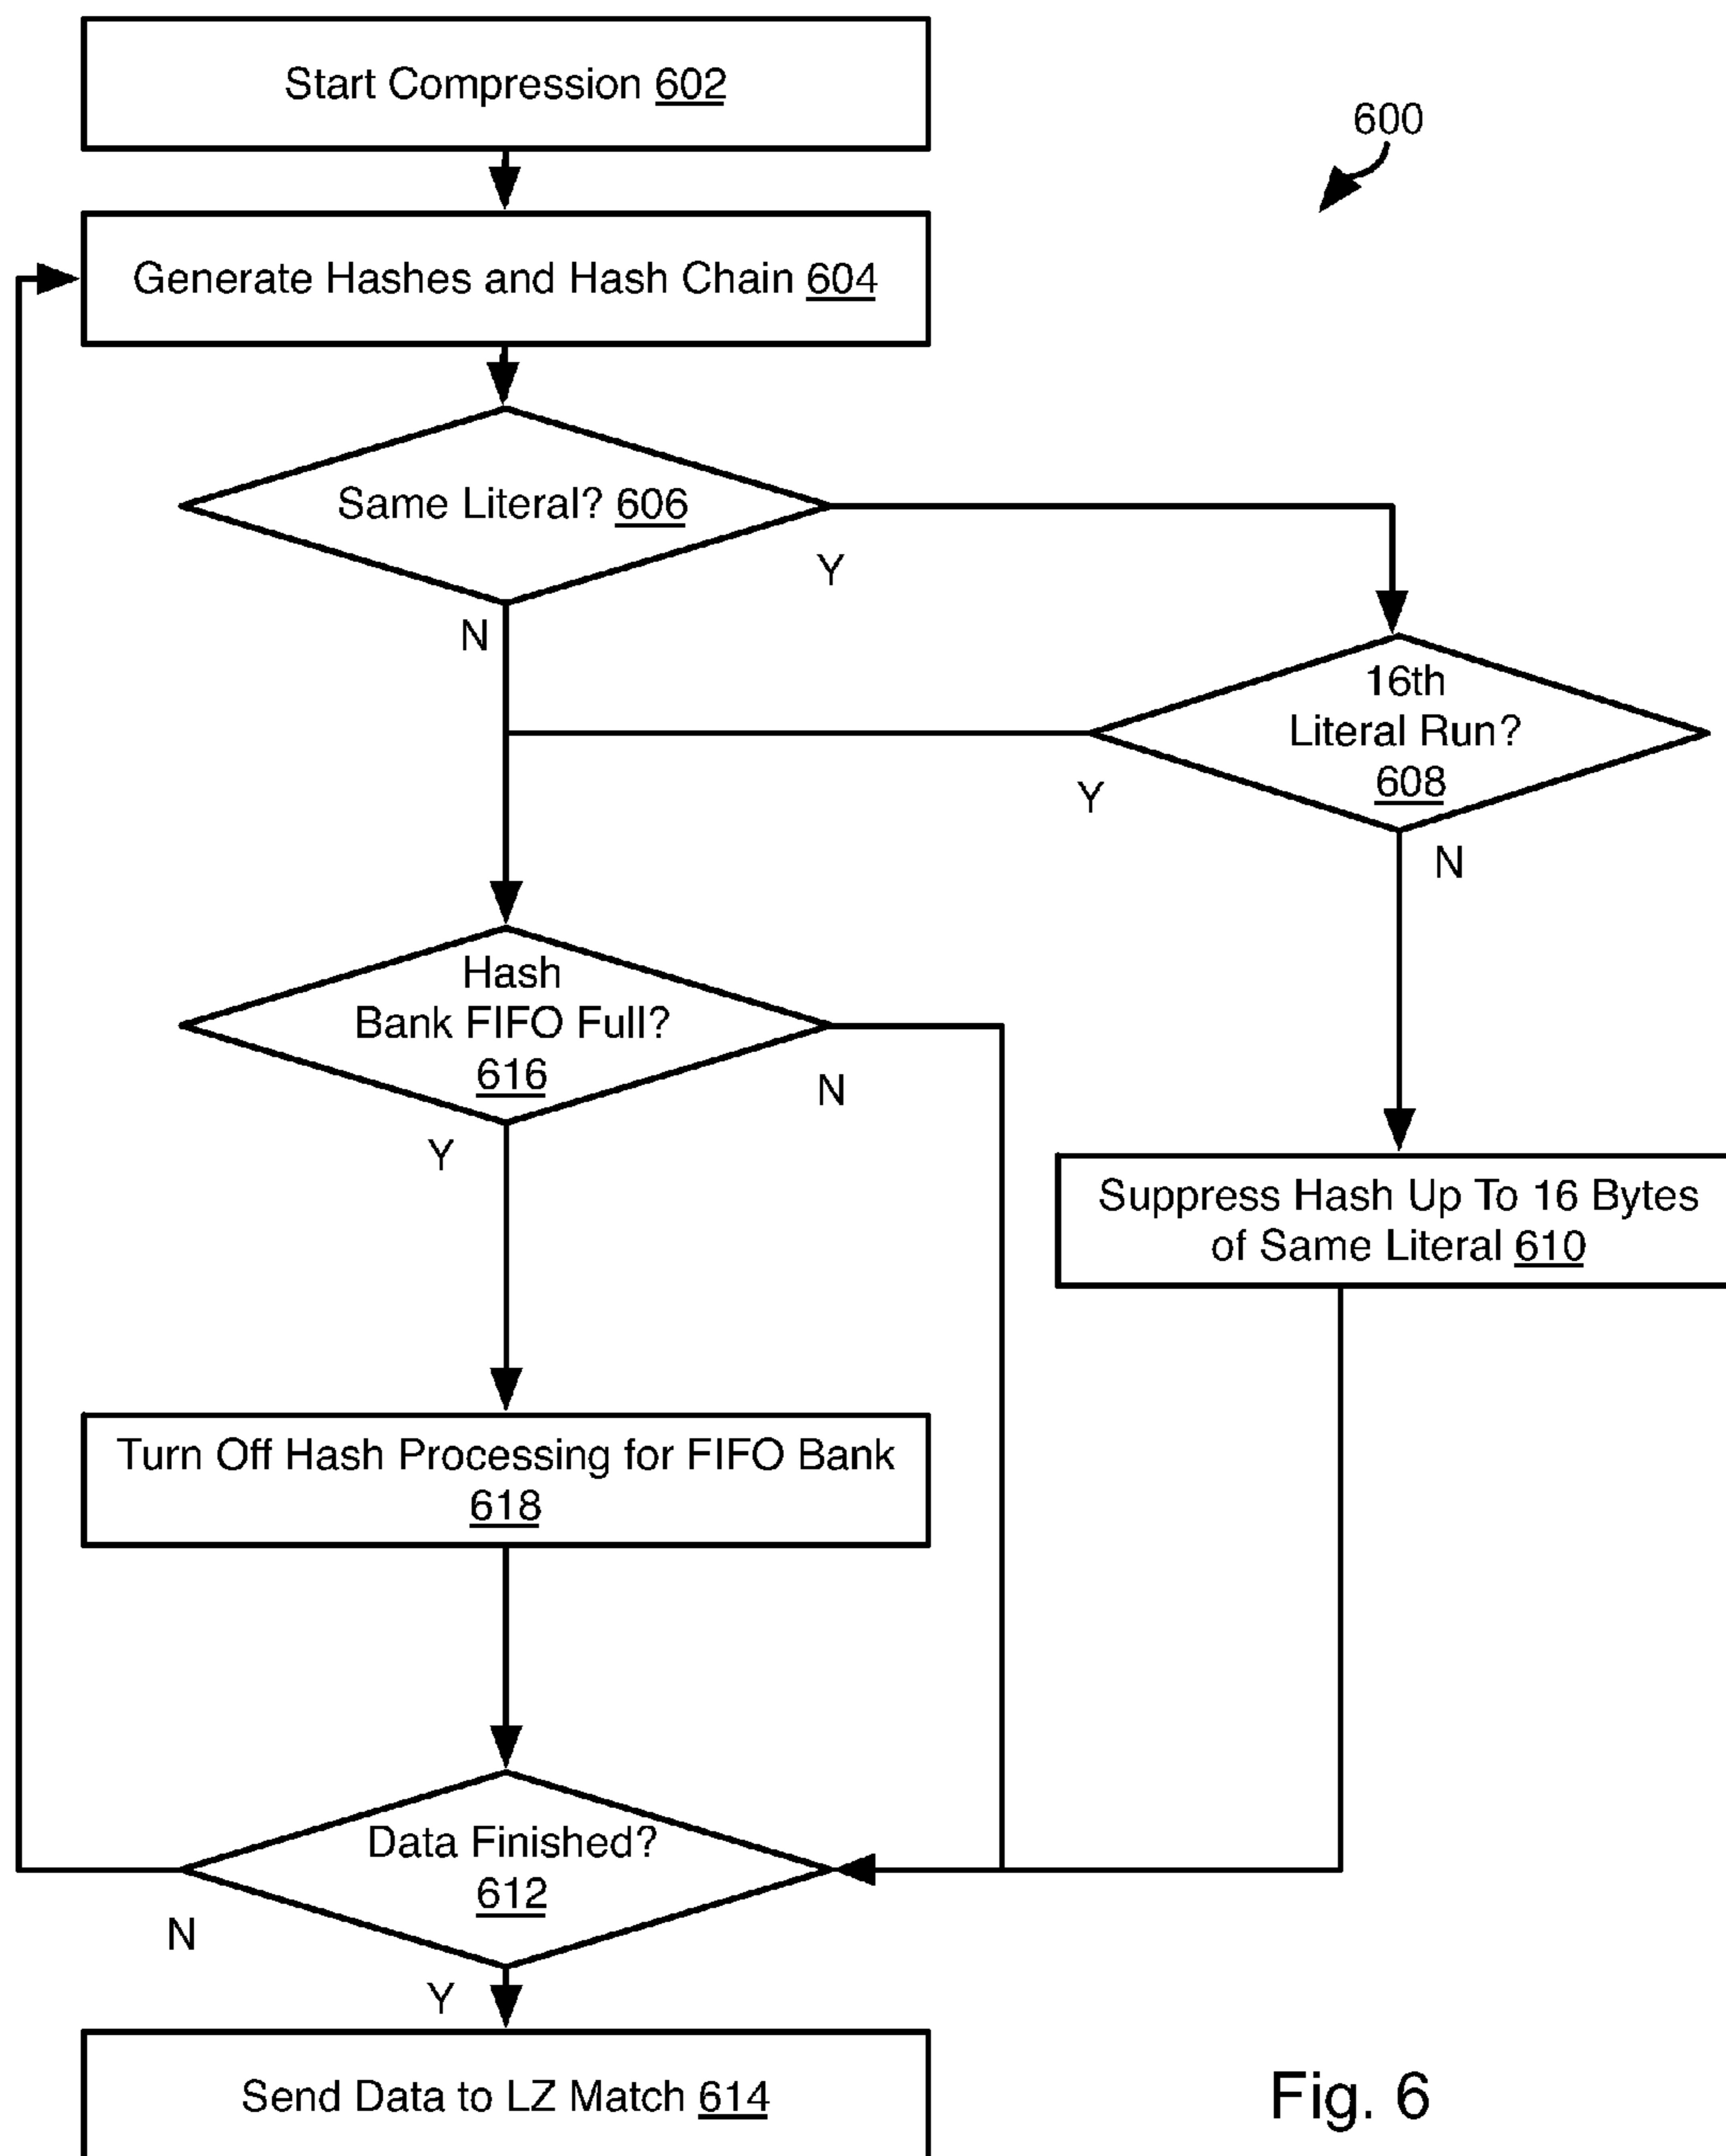 Start Compression 602
600
Generate Hashes and Hash Chain 604
Same Literal? 606
Y
N
16th
Literal Run?
608
Y
N
Hash
Bank FIFO Full?
616
N
Y
Suppress Hash Up To 16 Bytes
of Same Literal 610
Turn Off Hash Processing for FIFO Bank
618
Data Finished?
612
N
Y
Send Data to LZ Match 614
Fig. 6